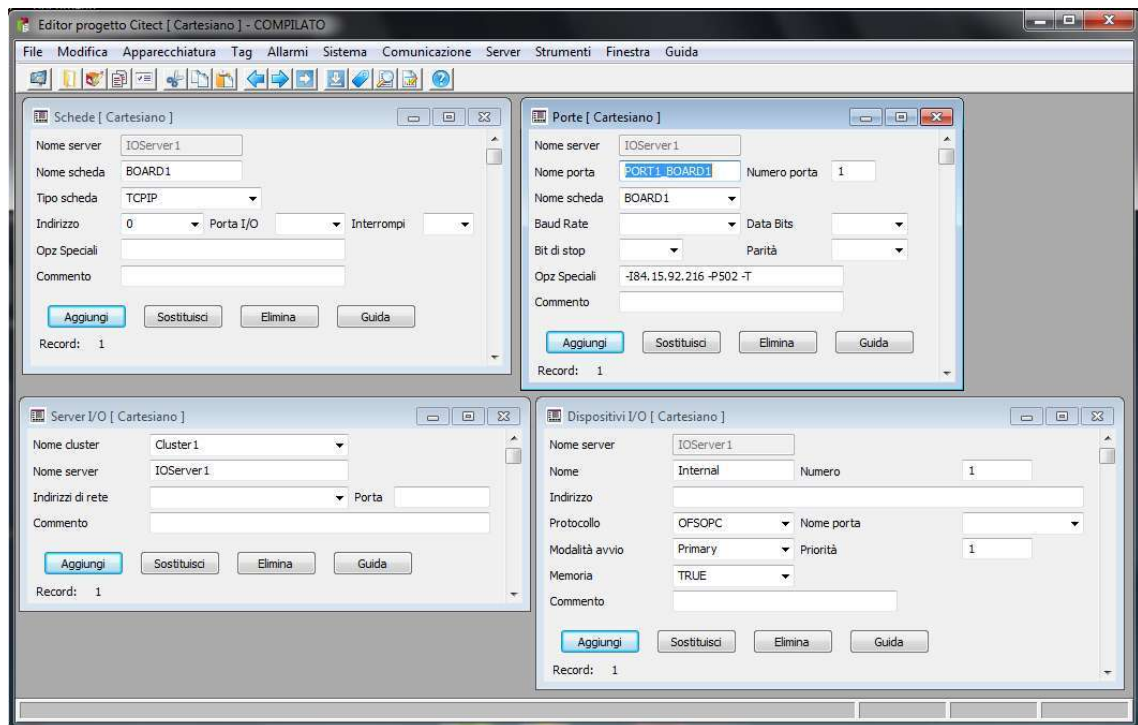 Editor progetto Citect [ Cartesiano ] - COMPILATO
File Modifica Apparecchiatura Tag Allarmi Sistema Comunicazione Server Strumenti Finestra Guida
Schede [ Cartesiano ]
Nome server IOServer1
Nome scheda BOARD1
Tipo scheda TCPIP
Indirizzo 0 Porta I/O Interrompi
Opz Speciali
Commento
Aggiungi Sostituisci Elimina Guida
Record: 1
Porte [ Cartesiano ]
Nome server IOServer1
Nome porta PORT1_BOARD1 Numero porta 1
Nome scheda BOARD1
Baud Rate Data Bits
Bit di stop Parità
Opz Speciali -I84.15.92.216 -P502 -T
Commento
Aggiungi Sostituisci Elimina Guida
Record: 1
Server I/O [ Cartesiano ]
Nome cluster Cluster1
Nome server IOServer1
Indirizzi di rete Porta
Commento
Aggiungi Sostituisci Elimina Guida
Record: 1
Dispositivi I/O [ Cartesiano ]
Nome server IOServer1
Nome Internal Numero 1
Indirizzo
Protocollo OFSOPC Nome porta
Modalità avvio Primary Priorità 1
Memoria TRUE
Commento
Aggiungi Sostituisci Elimina Guida
Record: 1